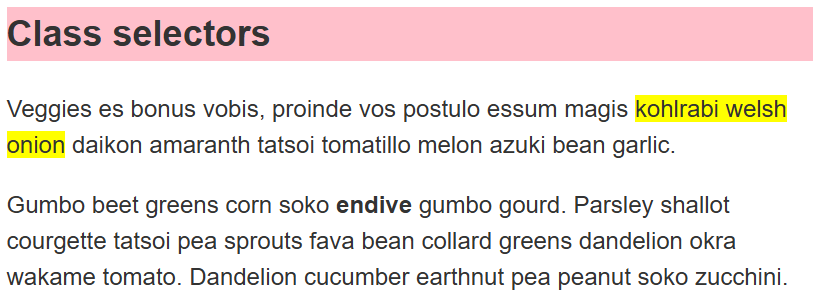 Class selectors
Veggies es bonus vobis, proinde vos postulo essum magis kohlrabi welsh
onion daikon amaranth tatsoi tomatillo melon azuki bean garlic.
Gumbo beet greens corn soko endive gumbo gourd. Parsley shallot
courgette tatsoi pea sprouts fava bean collard greens dandelion okra
wakame tomato. Dandelion cucumber earthnut pea peanut soko zucchini.